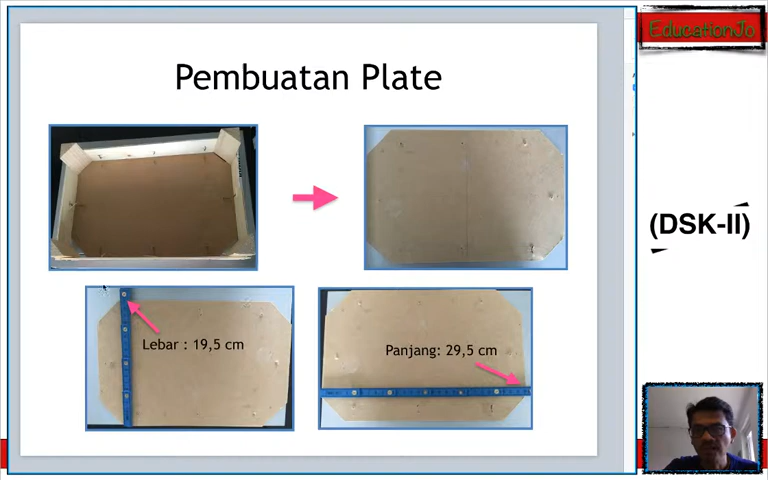 EducationJo
Pembuatan Plate
(DSK-II)
Lebar : 19,5 cm
Panjang: 29,5 cm